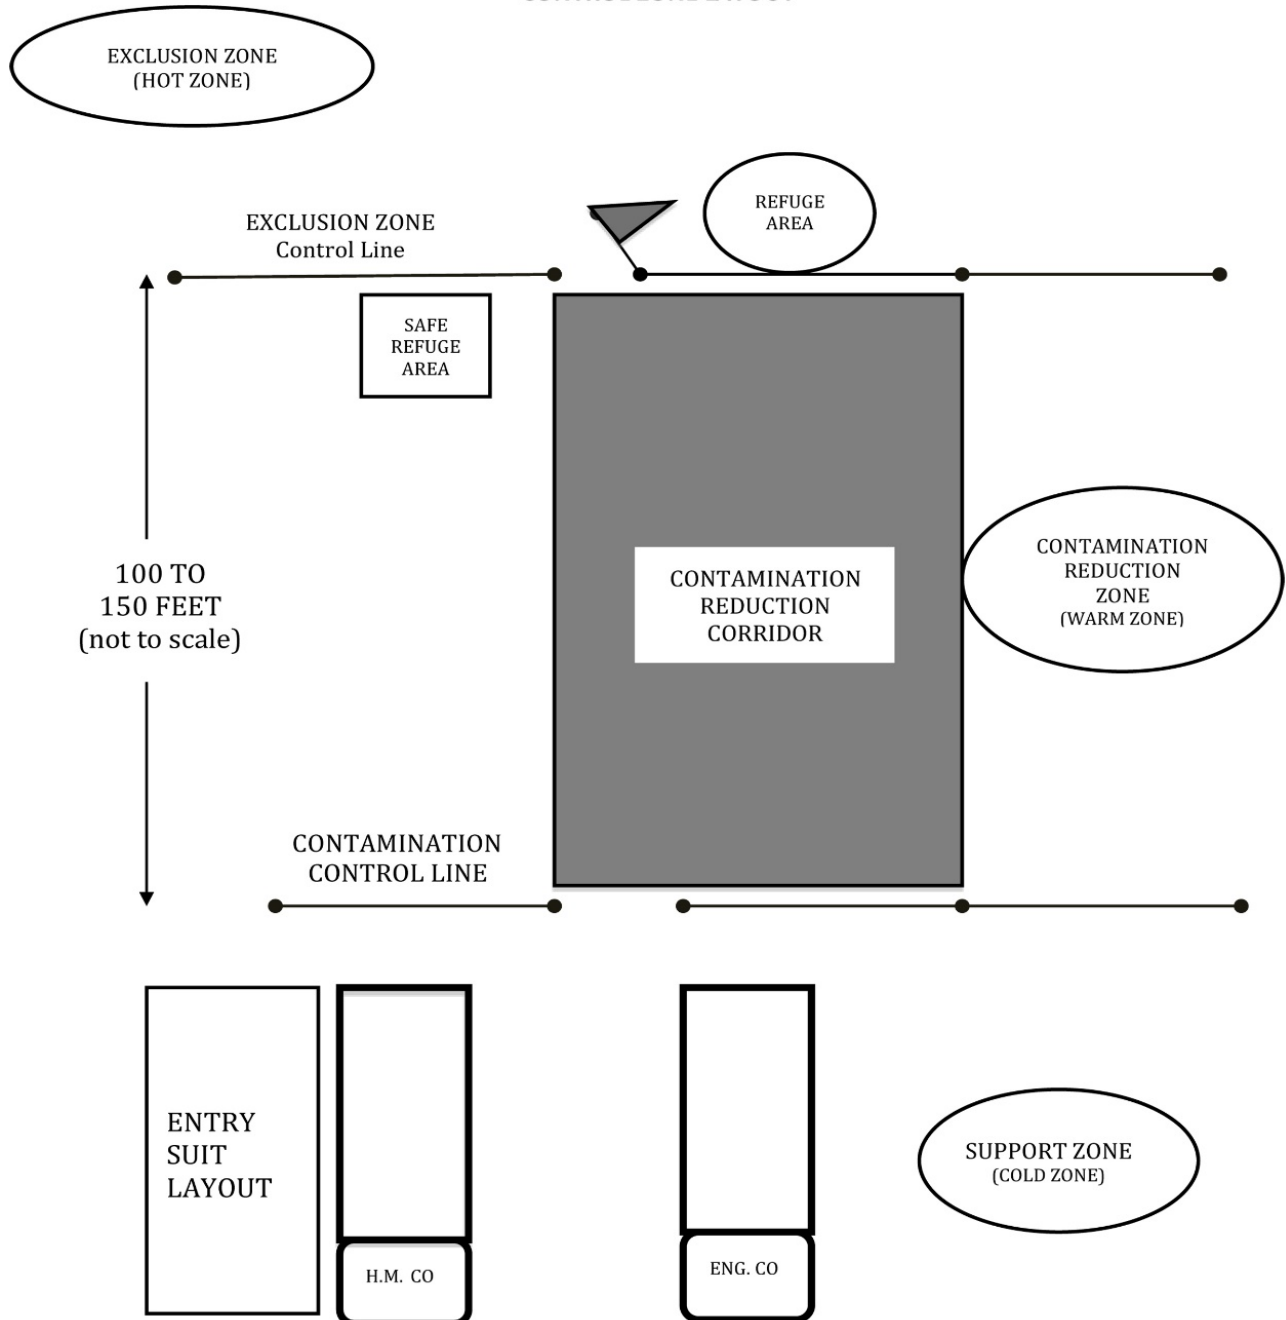 EXCLUSION ZONE
(HOT ZONE)
REFUGE
AREA
EXCLUSION ZONE
Control Line
SAFE
REFUGE
AREA
100 TO
150 FEET
(not to scale)
CONTAMINATION
REDUCTION
CORRIDOR
CONTAMINATION
REDUCTION
ZONE
(WARM ZONE)
CONTAMINATION
CONTROL LINE
ENTRY
SUIT
LAYOUT
H.M. CO
ENG. CO
SUPPORT ZONE
(COLD ZONE)